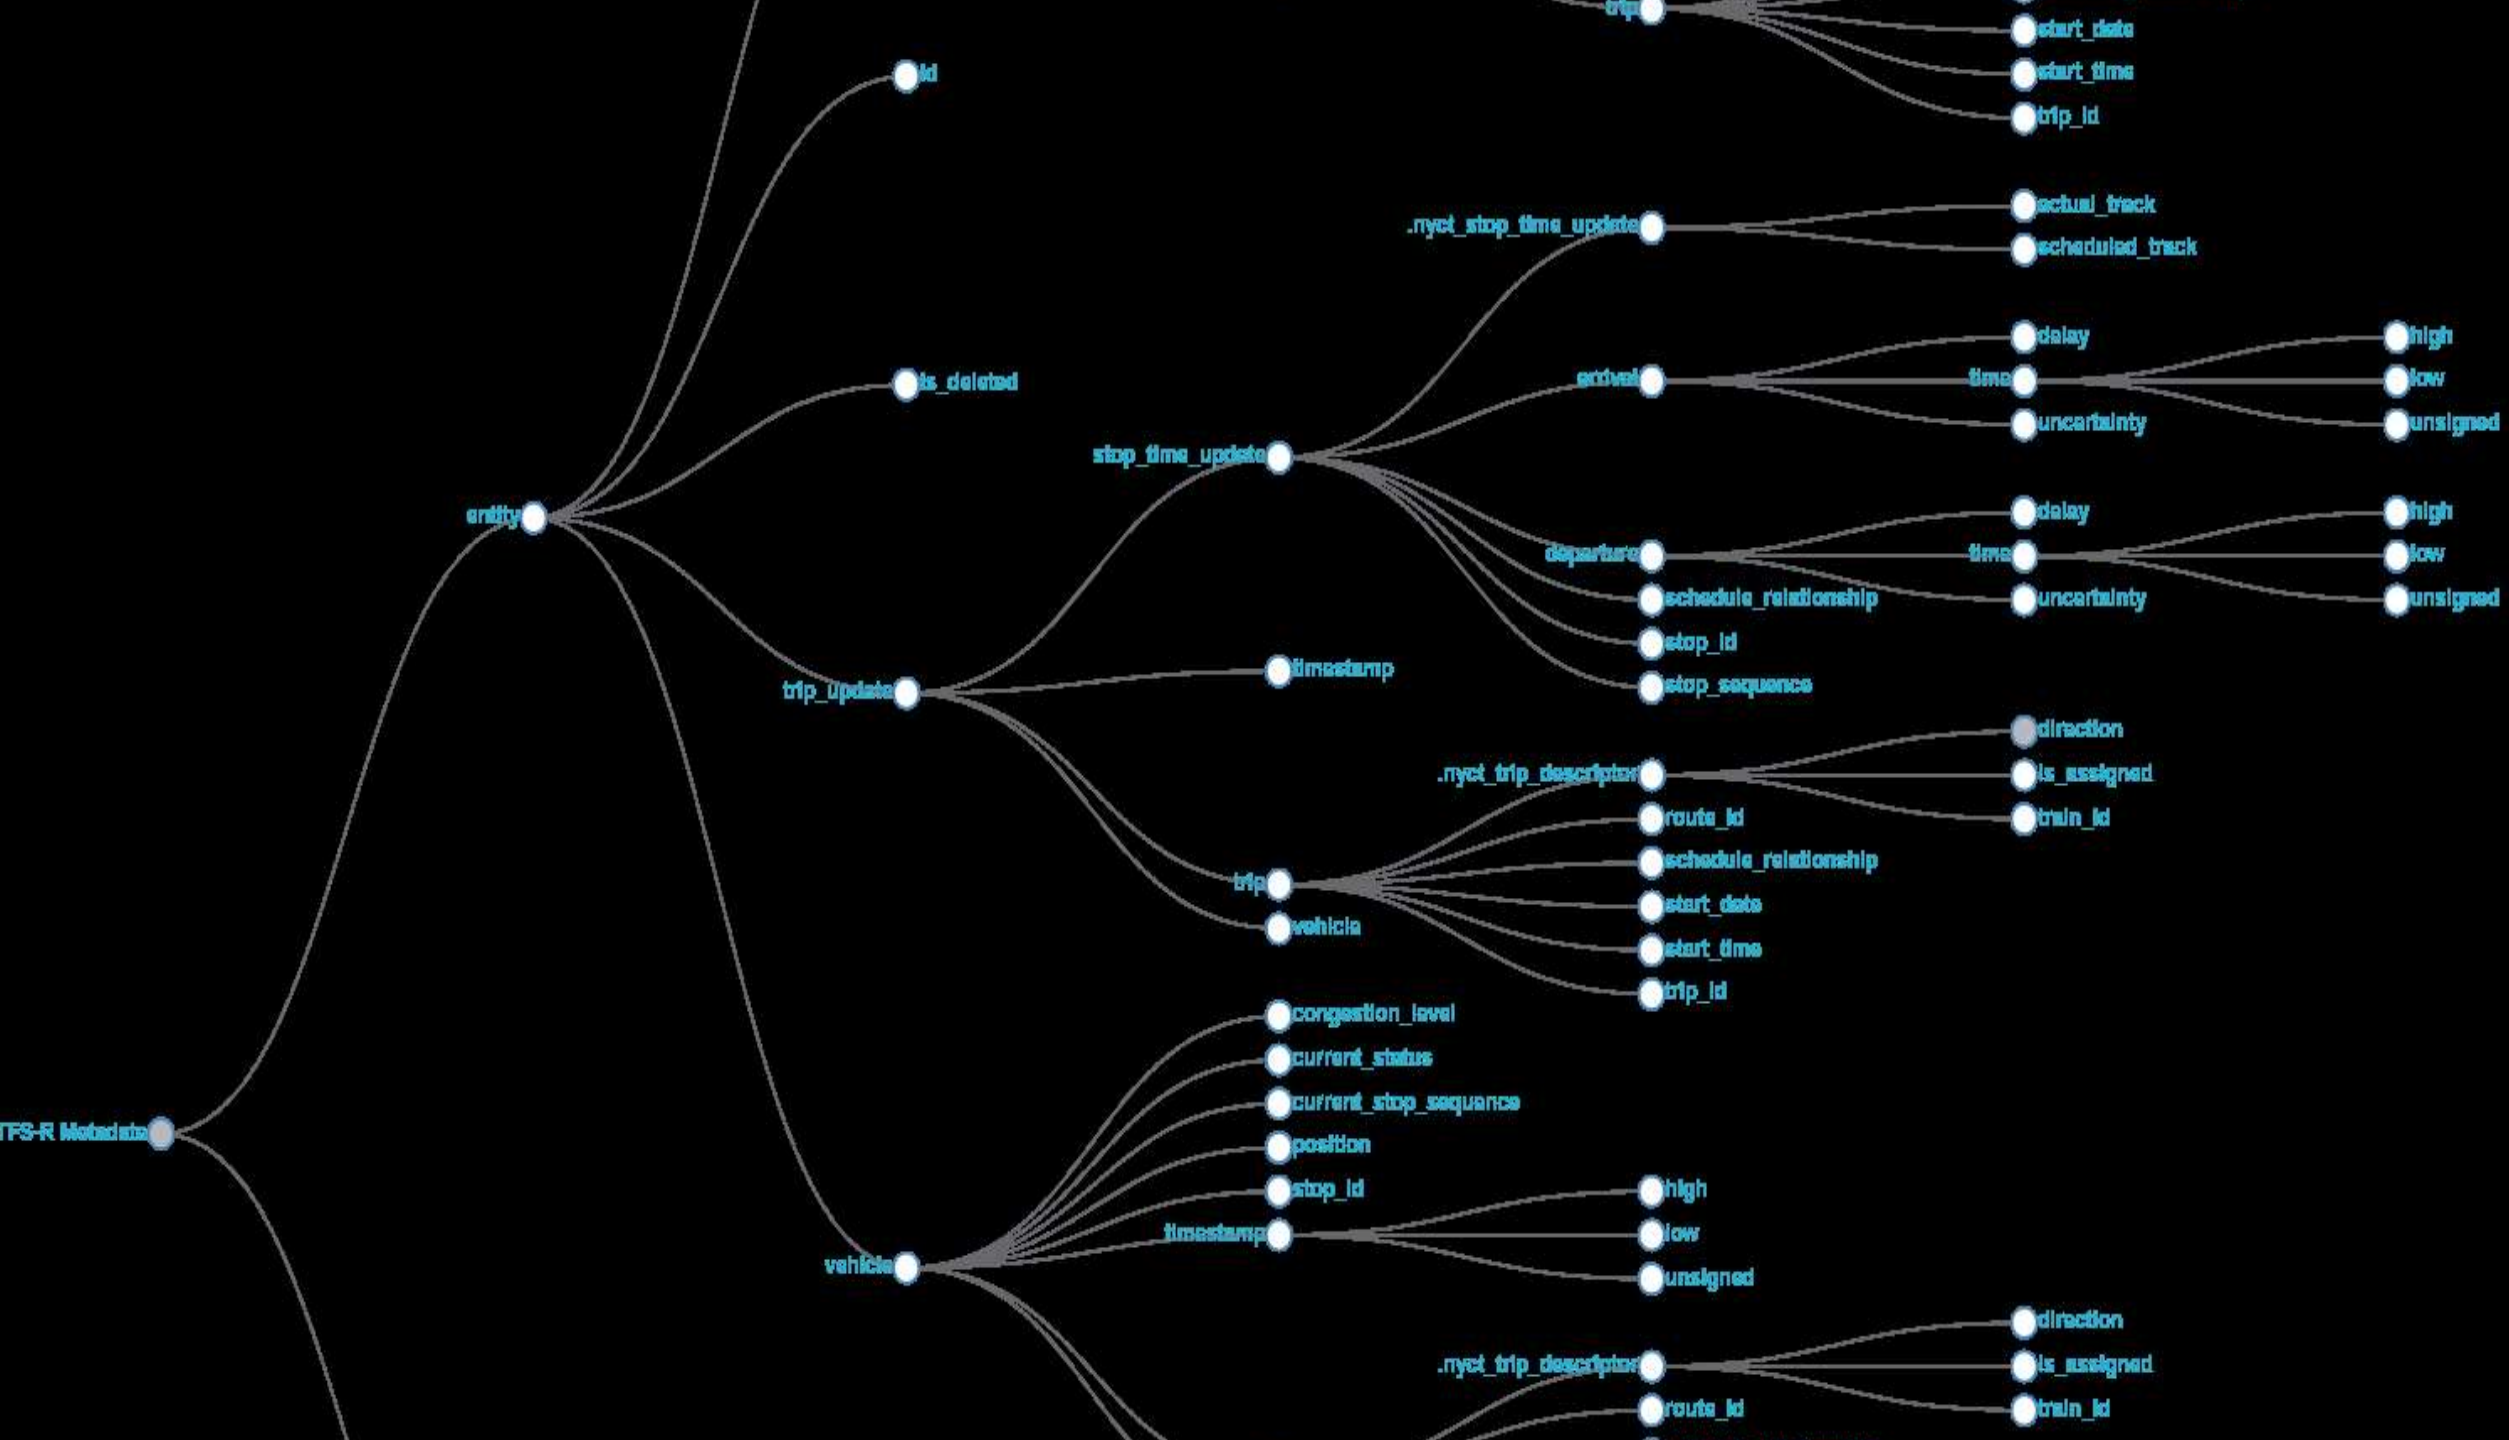 trip
start_date
id
start_time
trip_id
actual_track
.nyct_stop_time_update
scheduled_track
delay
high
arrival
time
low
is_deleted
uncertainty
unsigned
stop_time_update
delay
high
entity
departure
time
low
schedule_relationship
uncertainty
unsigned
stop_id
timestamp
stop_sequence
trip_update
direction
.nyct_trip_descriptor
is_assigned
route_id
train_id
schedule_relationship
trip
start_date
vehicle
start_time
trip_id
congestion_level
current_status
current_stop_sequence
TFS-R Metadata
position
stop_id
high
timestamp
low
vehicle
unsigned
direction
.nyct_trip_descriptor
is_assigned
route_id
train_id